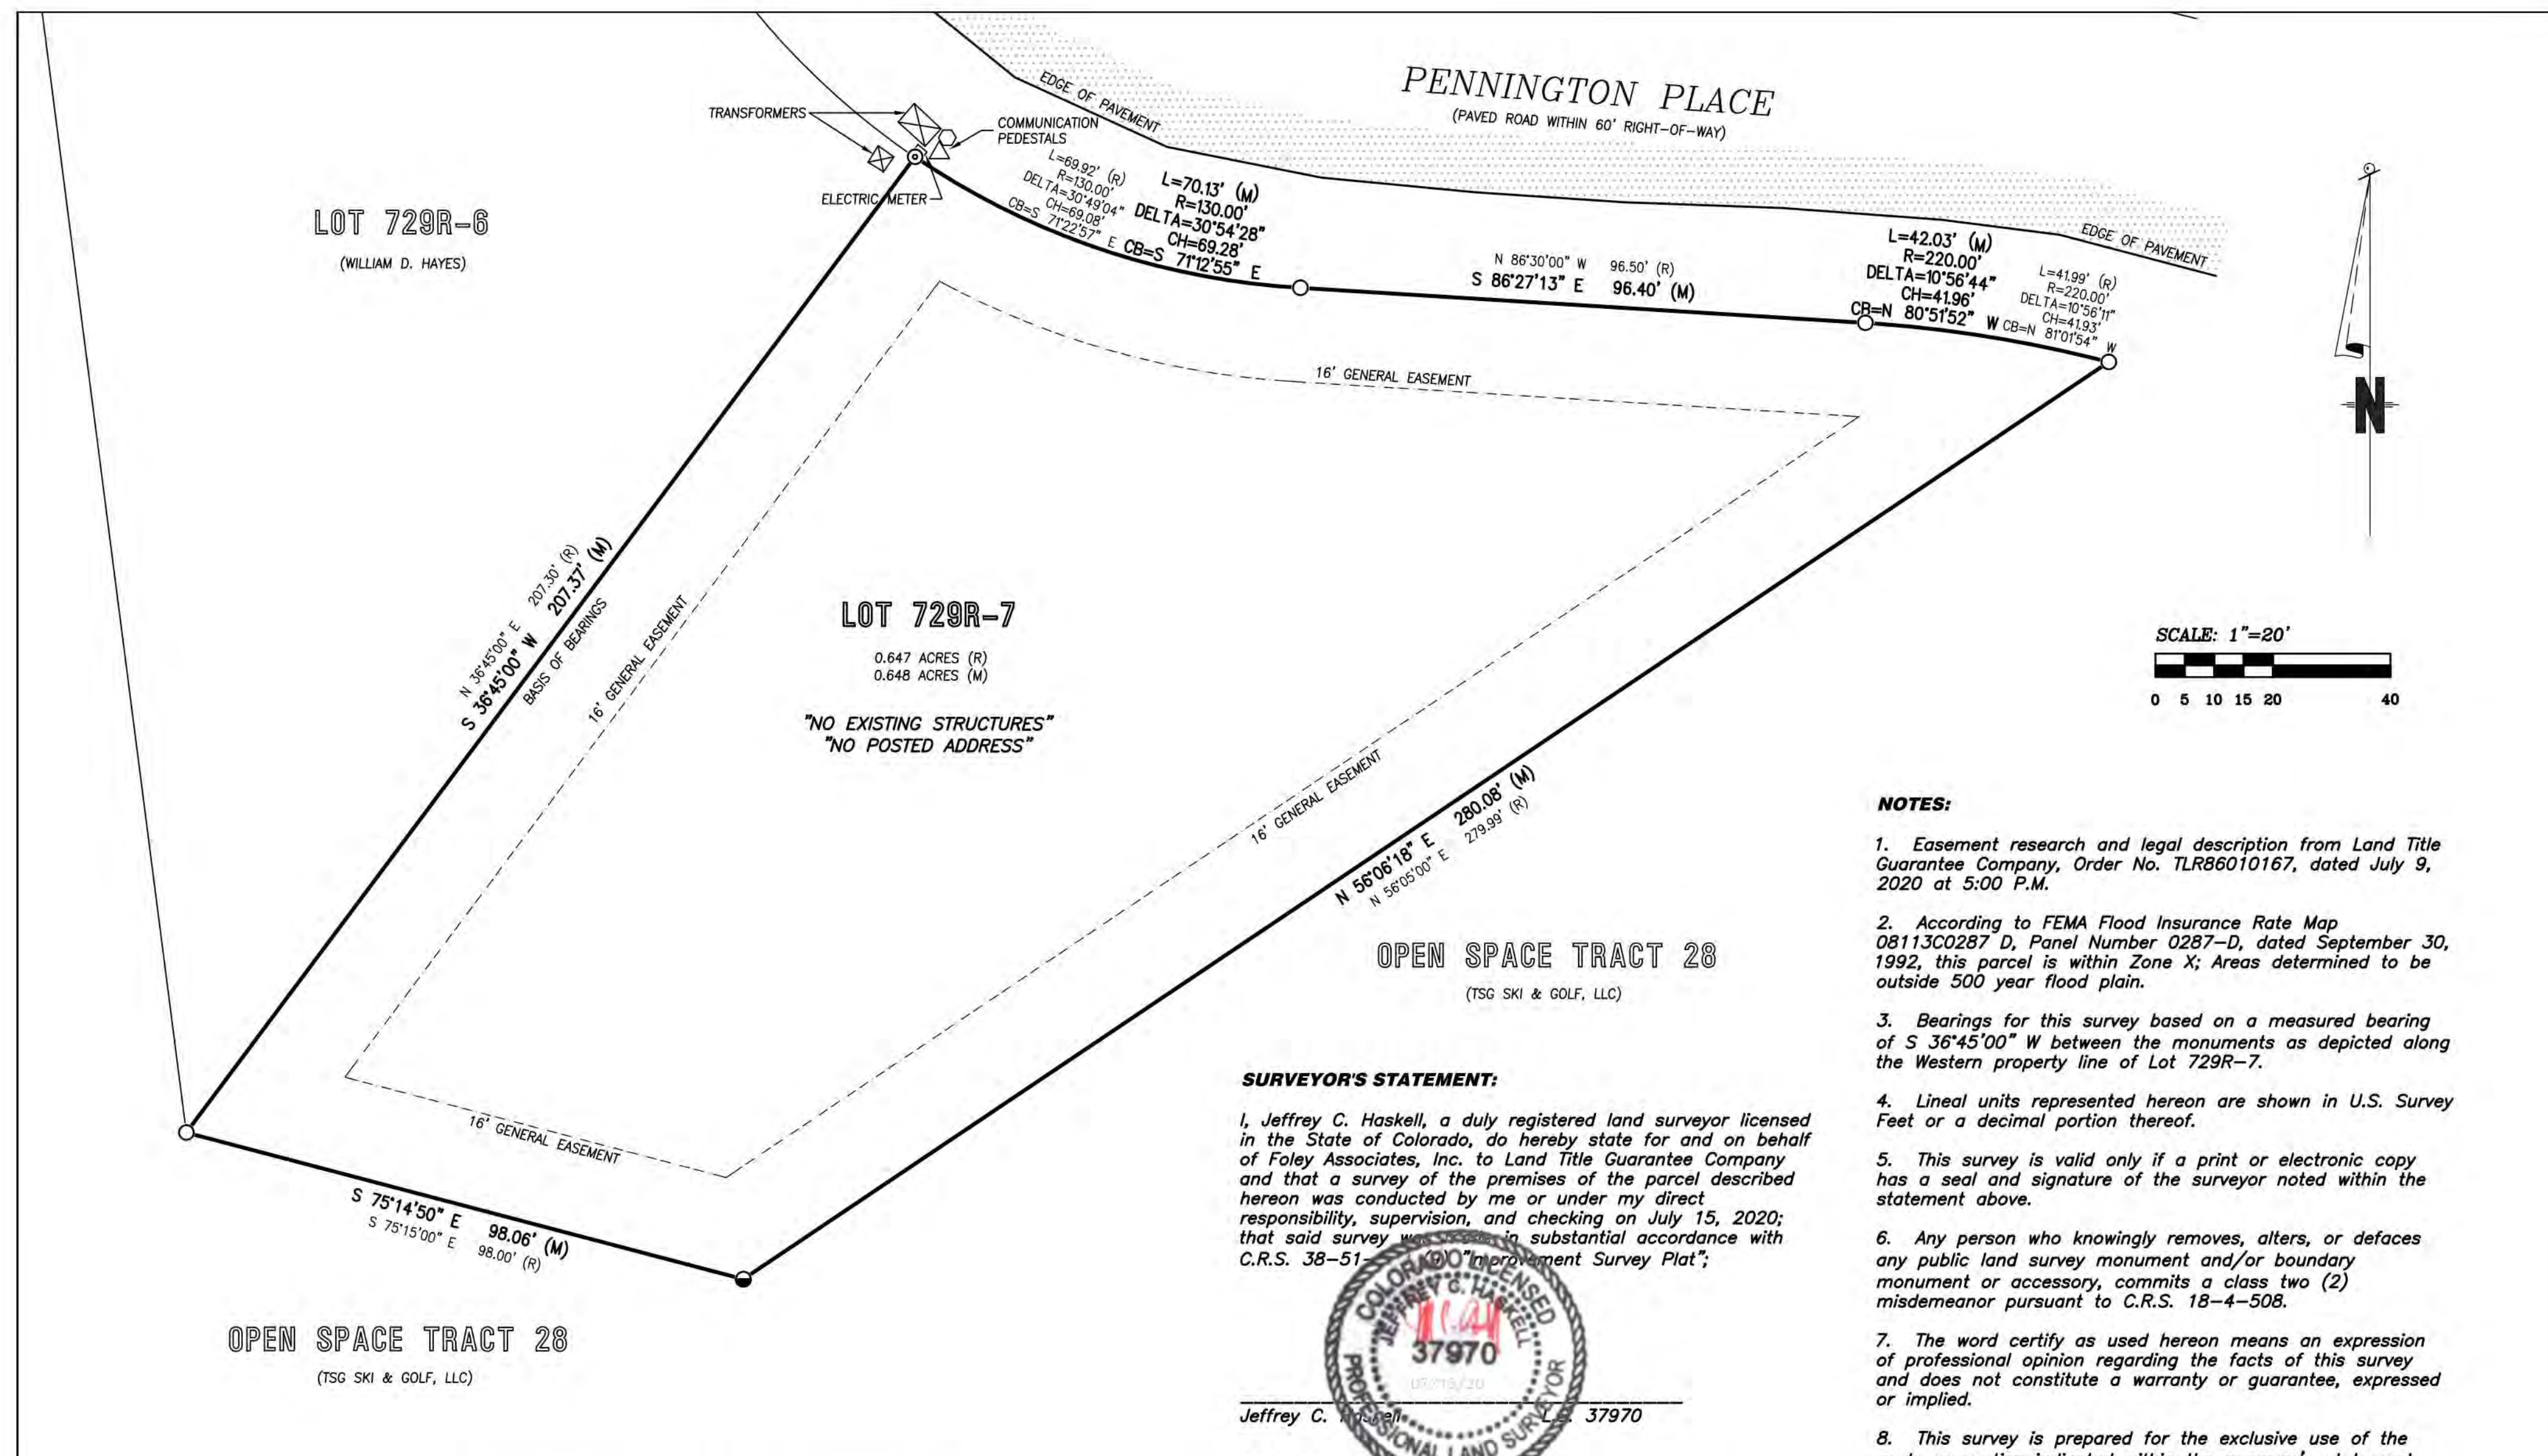 PENNINGTON PLACE
(PAVED ROAD WITHIN 60' RIGHT-OF-WAY)
EDGE OF PAVEMENT
EDGE OF PAVEMENT
TRANSFORMERS
COMMUNICATION
PEDESTALS
ELECTRIC METER
L=69.92' (R)
R=130.00'
DELTA=30°49'04"
CH=69.08'
CB=S 71°22'57" E
L=70.13' (M)
R=130.00'
DELTA=30°54'28"
CH=69.28'
CB=S 71°12'55" E
N 86°30'00" W 96.50' (R)
S 86°27'13" E 96.40' (M)
L=42.03' (M)
R=220.00'
DELTA=10°56'44"
CH=41.96'
CB=N 80°51'52" W
L=41.99' (R)
R=220.00'
DELTA=10°56'11"
CH=41.93'
CB=N 81°01'54" W
LOT 729R-6
(WILLIAM D. HAYES)
N
16' GENERAL EASEMENT
N 36°45'00" E 207.30' (R)
S 36°45'00" W 207.37' (M)
BASIS OF BEARINGS
16' GENERAL EASEMENT
LOT 729R-7
0.647 ACRES (R)
0.648 ACRES (M)
"NO EXISTING STRUCTURES"
"NO POSTED ADDRESS"
SCALE: 1"=20'
0 5 10 15 20 40
16' GENERAL EASEMENT
N 56°06'18" E 280.08' (M)
N 56°05'00" E 279.99' (R)
OPEN SPACE TRACT 28
(TSG SKI & GOLF, LLC)
16' GENERAL EASEMENT
S 75°14'50" E 98.06' (M)
S 75°15'00" E 98.00' (R)
OPEN SPACE TRACT 28
(TSG SKI & GOLF, LLC)
SURVEYOR'S STATEMENT:
I, Jeffrey C. Haskell, a duly registered land surveyor licensed
in the State of Colorado, do hereby state for and on behalf
of Foley Associates, Inc. to Land Title Guarantee Company
and that a survey of the premises of the parcel described
hereon was conducted by me or under my direct
responsibility, supervision, and checking on July 15, 2020;
that said survey was in substantial accordance with
C.R.S. 38-51- "Improvement Survey Plat";
COLORADO LICENSED
JEFFREY C. HASKELL
37970
PROFESSIONAL LAND SURVEYOR
Jeffrey C. Haskell L.S. 37970
NOTES:
1. Easement research and legal description from Land Title
Guarantee Company, Order No. TLR86010167, dated July 9,
2020 at 5:00 P.M.
2. According to FEMA Flood Insurance Rate Map
08113C0287 D, Panel Number 0287-D, dated September 30,
1992, this parcel is within Zone X; Areas determined to be
outside 500 year flood plain.
3. Bearings for this survey based on a measured bearing
of S 36°45'00" W between the monuments as depicted along
the Western property line of Lot 729R-7.
4. Lineal units represented hereon are shown in U.S. Survey
Feet or a decimal portion thereof.
5. This survey is valid only if a print or electronic copy
has a seal and signature of the surveyor noted within the
statement above.
6. Any person who knowingly removes, alters, or defaces
any public land survey monument and/or boundary
monument or accessory, commits a class two (2)
misdemeanor pursuant to C.R.S. 18-4-508.
7. The word certify as used hereon means an expression
of professional opinion regarding the facts of this survey
and does not constitute a warranty or guarantee, expressed
or implied.
8. This survey is prepared for the exclusive use of the